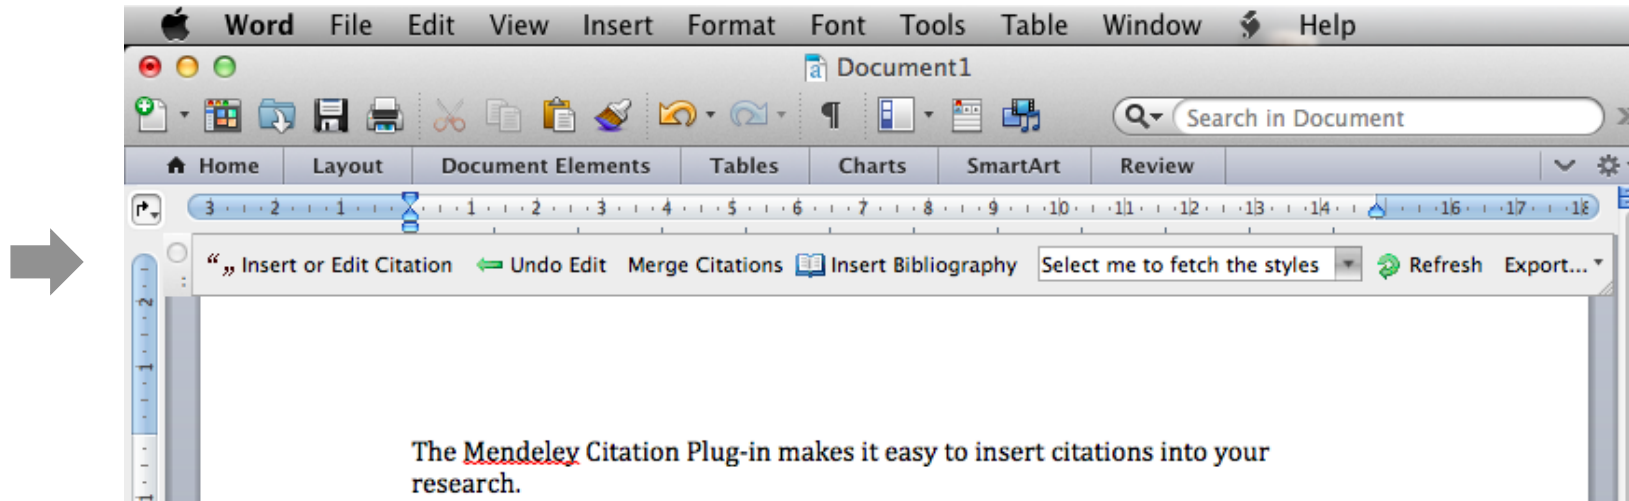 Word File Edit View Insert Format Font Tools Table Window Help
Document1
Search in Document
Home Layout Document Elements Tables Charts SmartArt Review
3 2 1 1 2 3 4 5 6 7 8 9 10 11 12 13 14 16 17 18
“ „ Insert or Edit Citation Undo Edit Merge Citations Insert Bibliography Select me to fetch the styles Refresh Export...
2
1
1
The Mendeley Citation Plug-in makes it easy to insert citations into your
research.